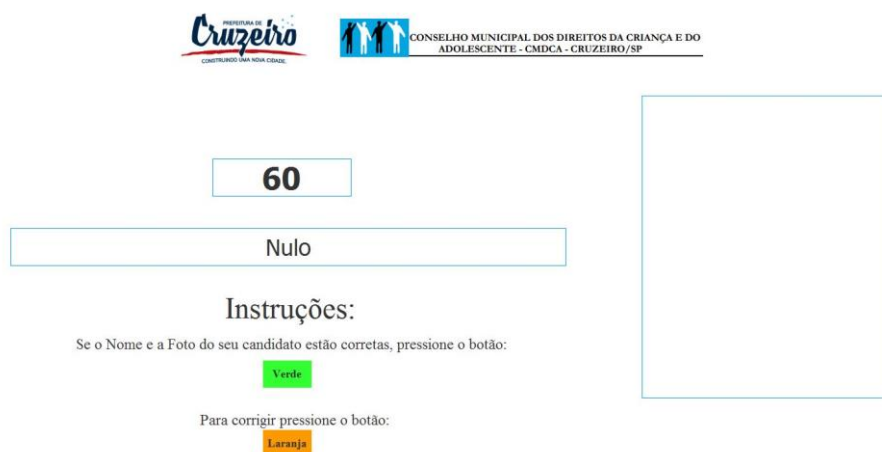 PREFEITURA DE
Cruzeiro
CONSTRUINDO UMA NOVA CIDADE.
CONSELHO MUNICIPAL DOS DIREITOS DA CRIANÇA E DO
ADOLESCENTE - CMDCA - CRUZEIRO/SP
60
Nulo
Instruções:
Se o Nome e a Foto do seu candidato estão corretas, pressione o botão:
Verde
Para corrigir pressione o botão:
Laranja